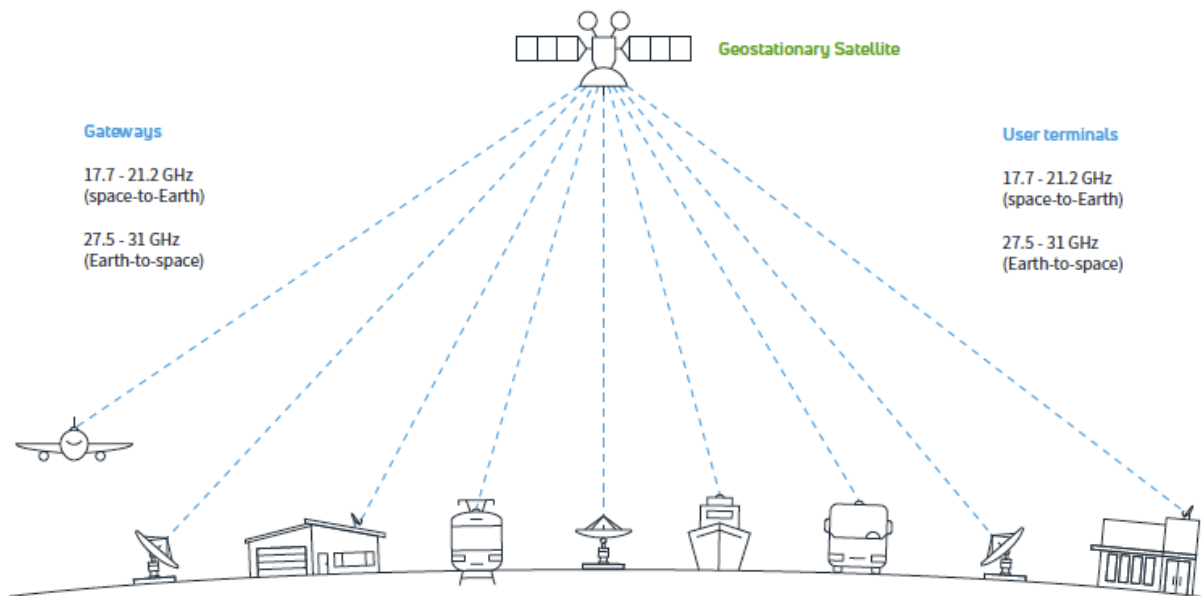 Geostationary Satellite
Gateways
17.7 - 21.2 GHz
(space-to-Earth)
27.5 - 31 GHz
(Earth-to-space)
User terminals
17.7 - 21.2 GHz
(space-to-Earth)
27.5 - 31 GHz
(Earth-to-space)